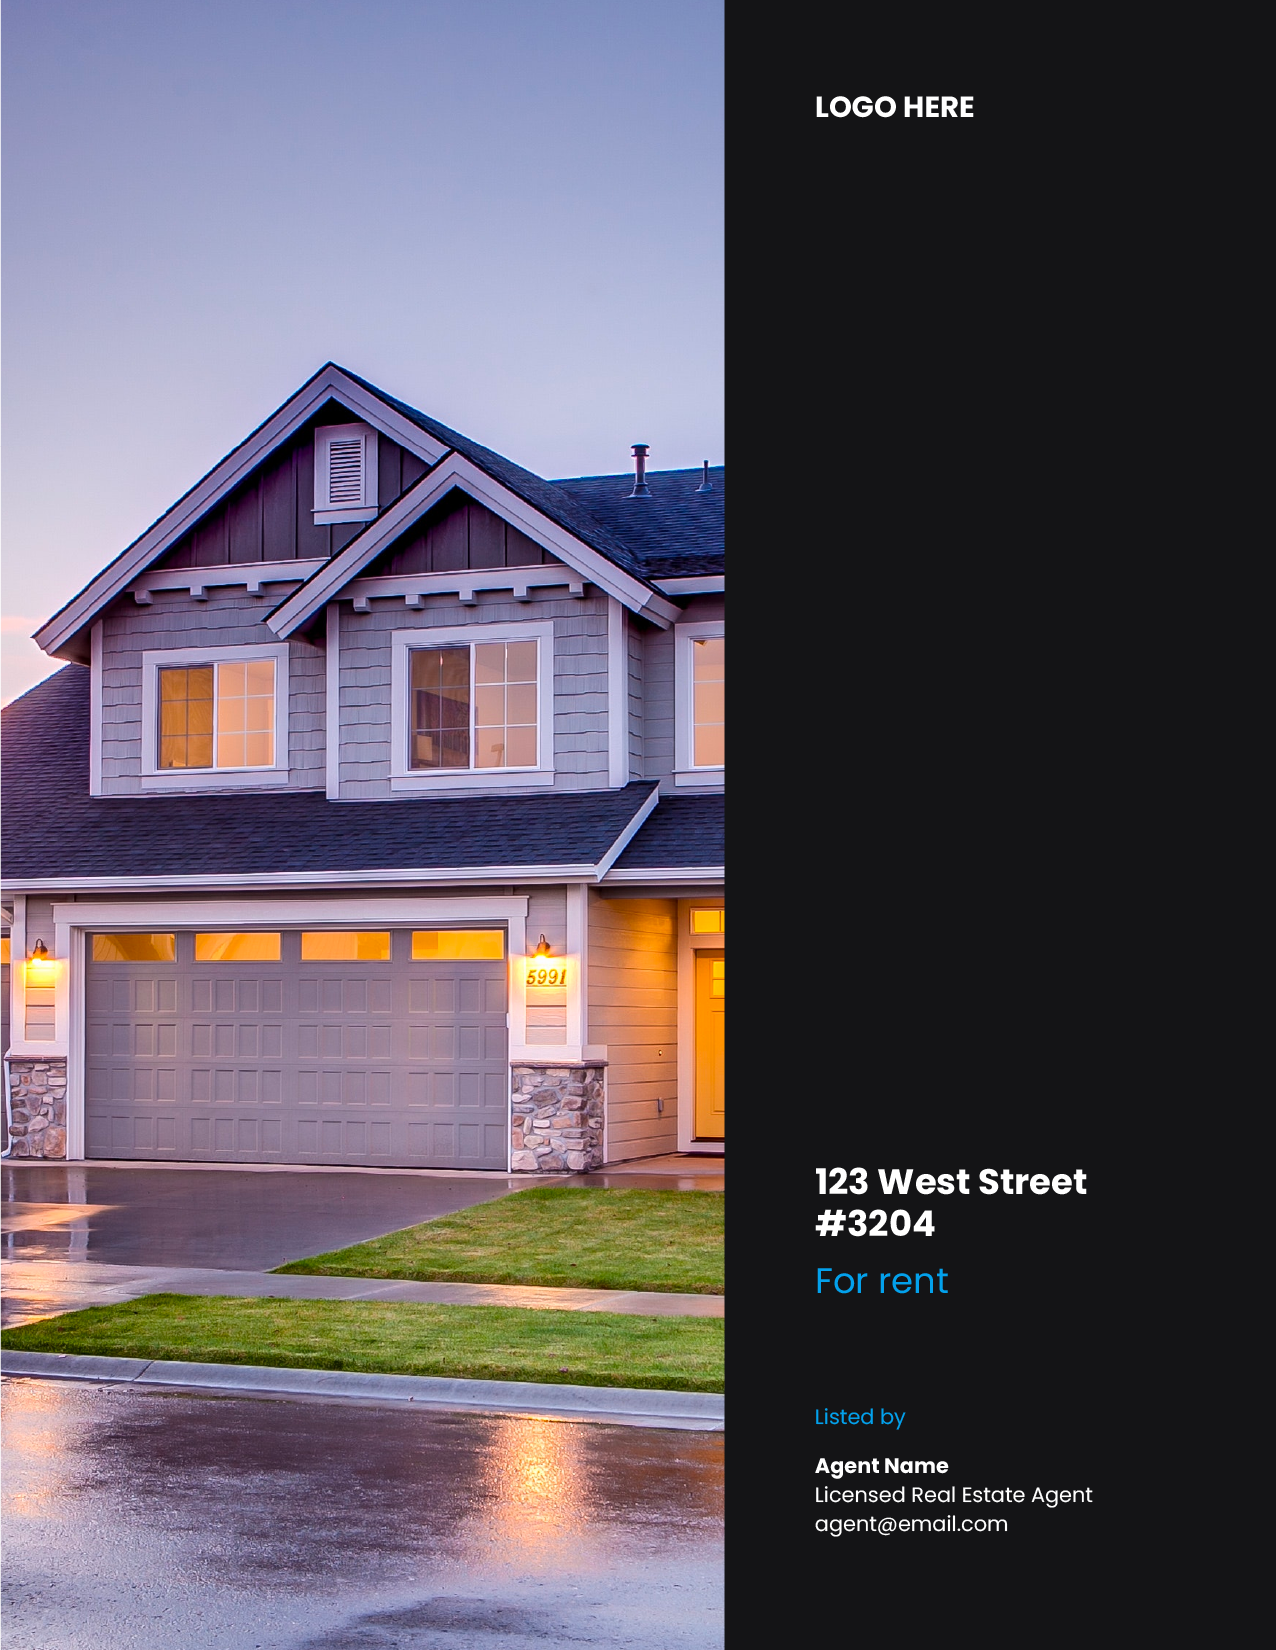 LOGO HERE
5991
123 West Street
#3204
For rent
Listed by
Agent Name
Licensed Real Estate Agent
agent@email.com